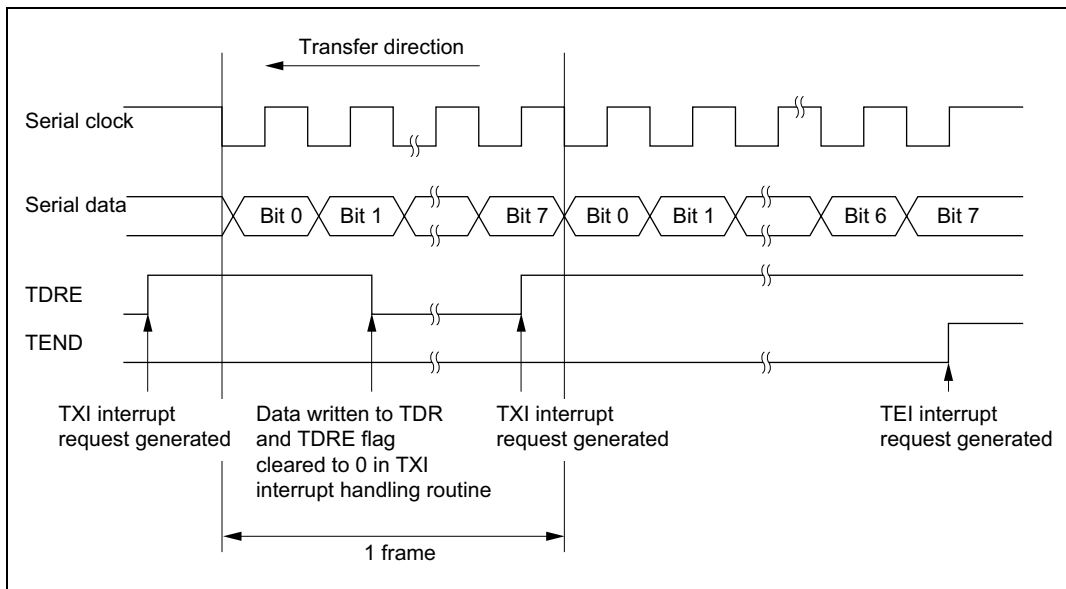 Transfer direction
Serial clock
Serial data
Bit 0 Bit 1 Bit 7 Bit 0 Bit 1 Bit 6 Bit 7
TDRE
TEND
TXI interrupt
request generated
Data written to TDR
and TDRE flag
cleared to 0 in TXI
interrupt handling routine
TXI interrupt
request generated
TEI interrupt
request generated
1 frame